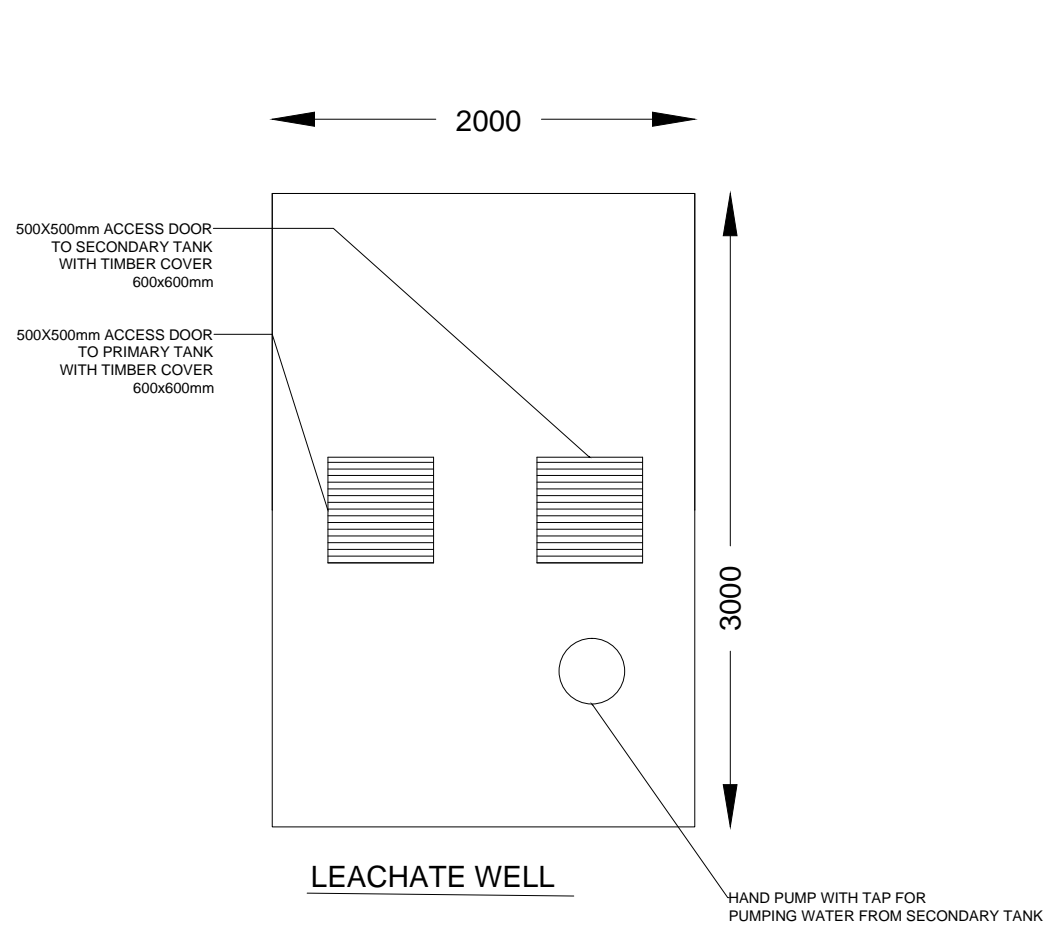 2000
500X500mm ACCESS DOOR
TO SECONDARY TANK
WITH TIMBER COVER
600x600mm
500X500mm ACCESS DOOR
TO PRIMARY TANK
WITH TIMBER COVER
600x600mm
3000
LEACHATE WELL
HAND PUMP WITH TAP FOR
PUMPING WATER FROM SECONDARY TANK